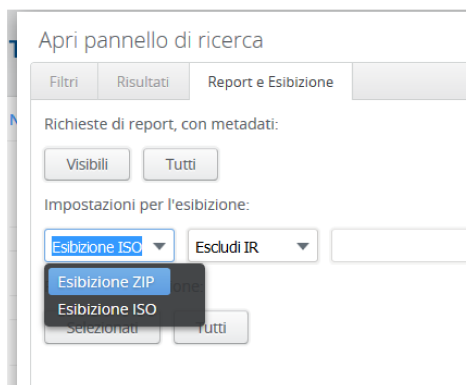 Apri pannello di ricerca
Filtri Risultati Report e Esibizione
Richieste di report, con metadati:
Visibili Tutti
Impostazioni per l'esibizione:
Esibizione ISO Escludi IR
Esibizione ZIP
Esibizione ISO
Selezionati Tutti